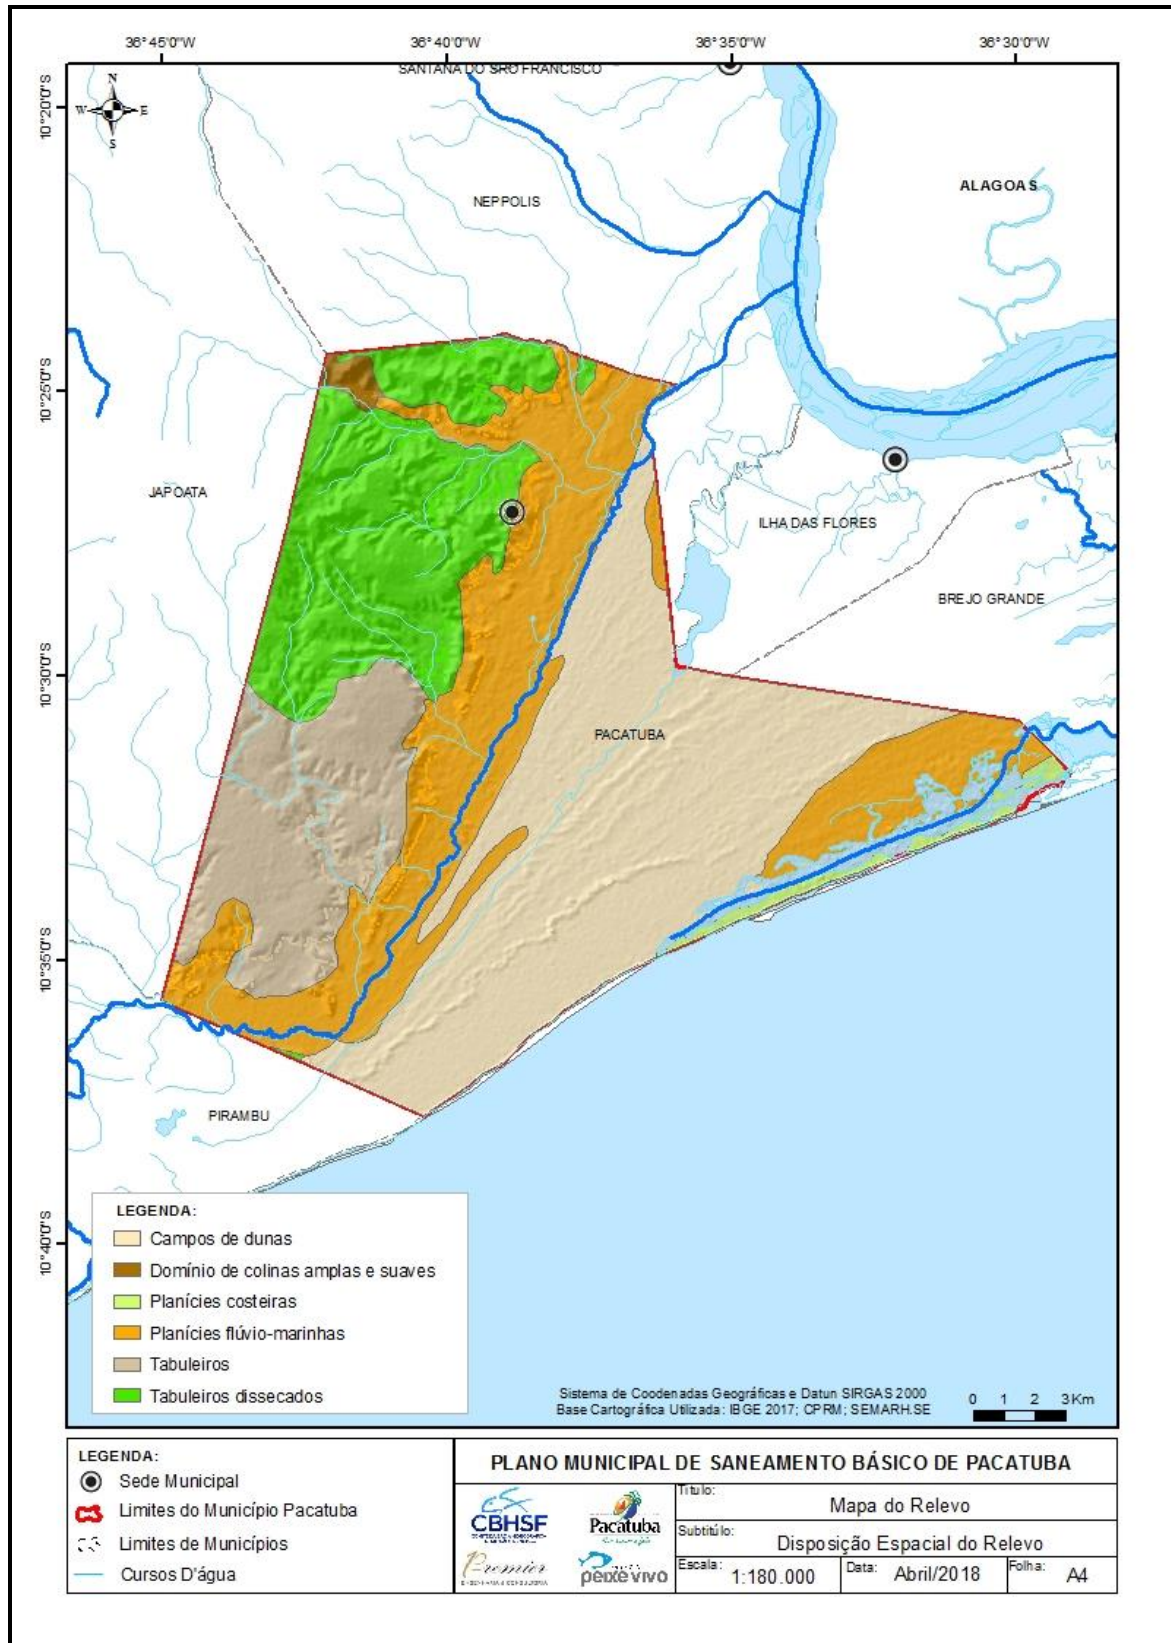 36°45'0"W 36°40'0"W 36°35'0"W 36°30'0"W
SANTANA DO SRO FRANCISCO
N
W E
S
10°20'0"S
ALAGOAS
NEPPOLIS
10°25'0"S
JAPOATA
ILHA DAS FLORES
BREJO GRANDE
10°30'0"S
PACATUBA
10°35'0"S
PIRAMBU
10°40'0"S
LEGENDA:
Campos de dunas
Domínio de colinas amplas e suaves
Planícies costeiras
Planícies flúvio-marinhas
Tabuleiros
Tabuleiros dissecados
Sistema de Coodenadas Geográficas e Datun SIRGAS 2000
Base Cartográfica Utilizada: IBGE 2017; CPRM; SEMARH.SE
0 1 2 3Km
LEGENDA:
Sede Municipal
Limites do Município Pacatuba
Limites de Municípios
Cursos D'água
PLANO MUNICIPAL DE SANEAMENTO BÁSICO DE PACATUBA
CBHSF
Pacatuba
Premier
peixe vivo
Título:
Mapa do Relevo
Subtitúlo:
Disposição Espacial do Relevo
Escala: 1:180.000
Data: Abril/2018
Folha: A4